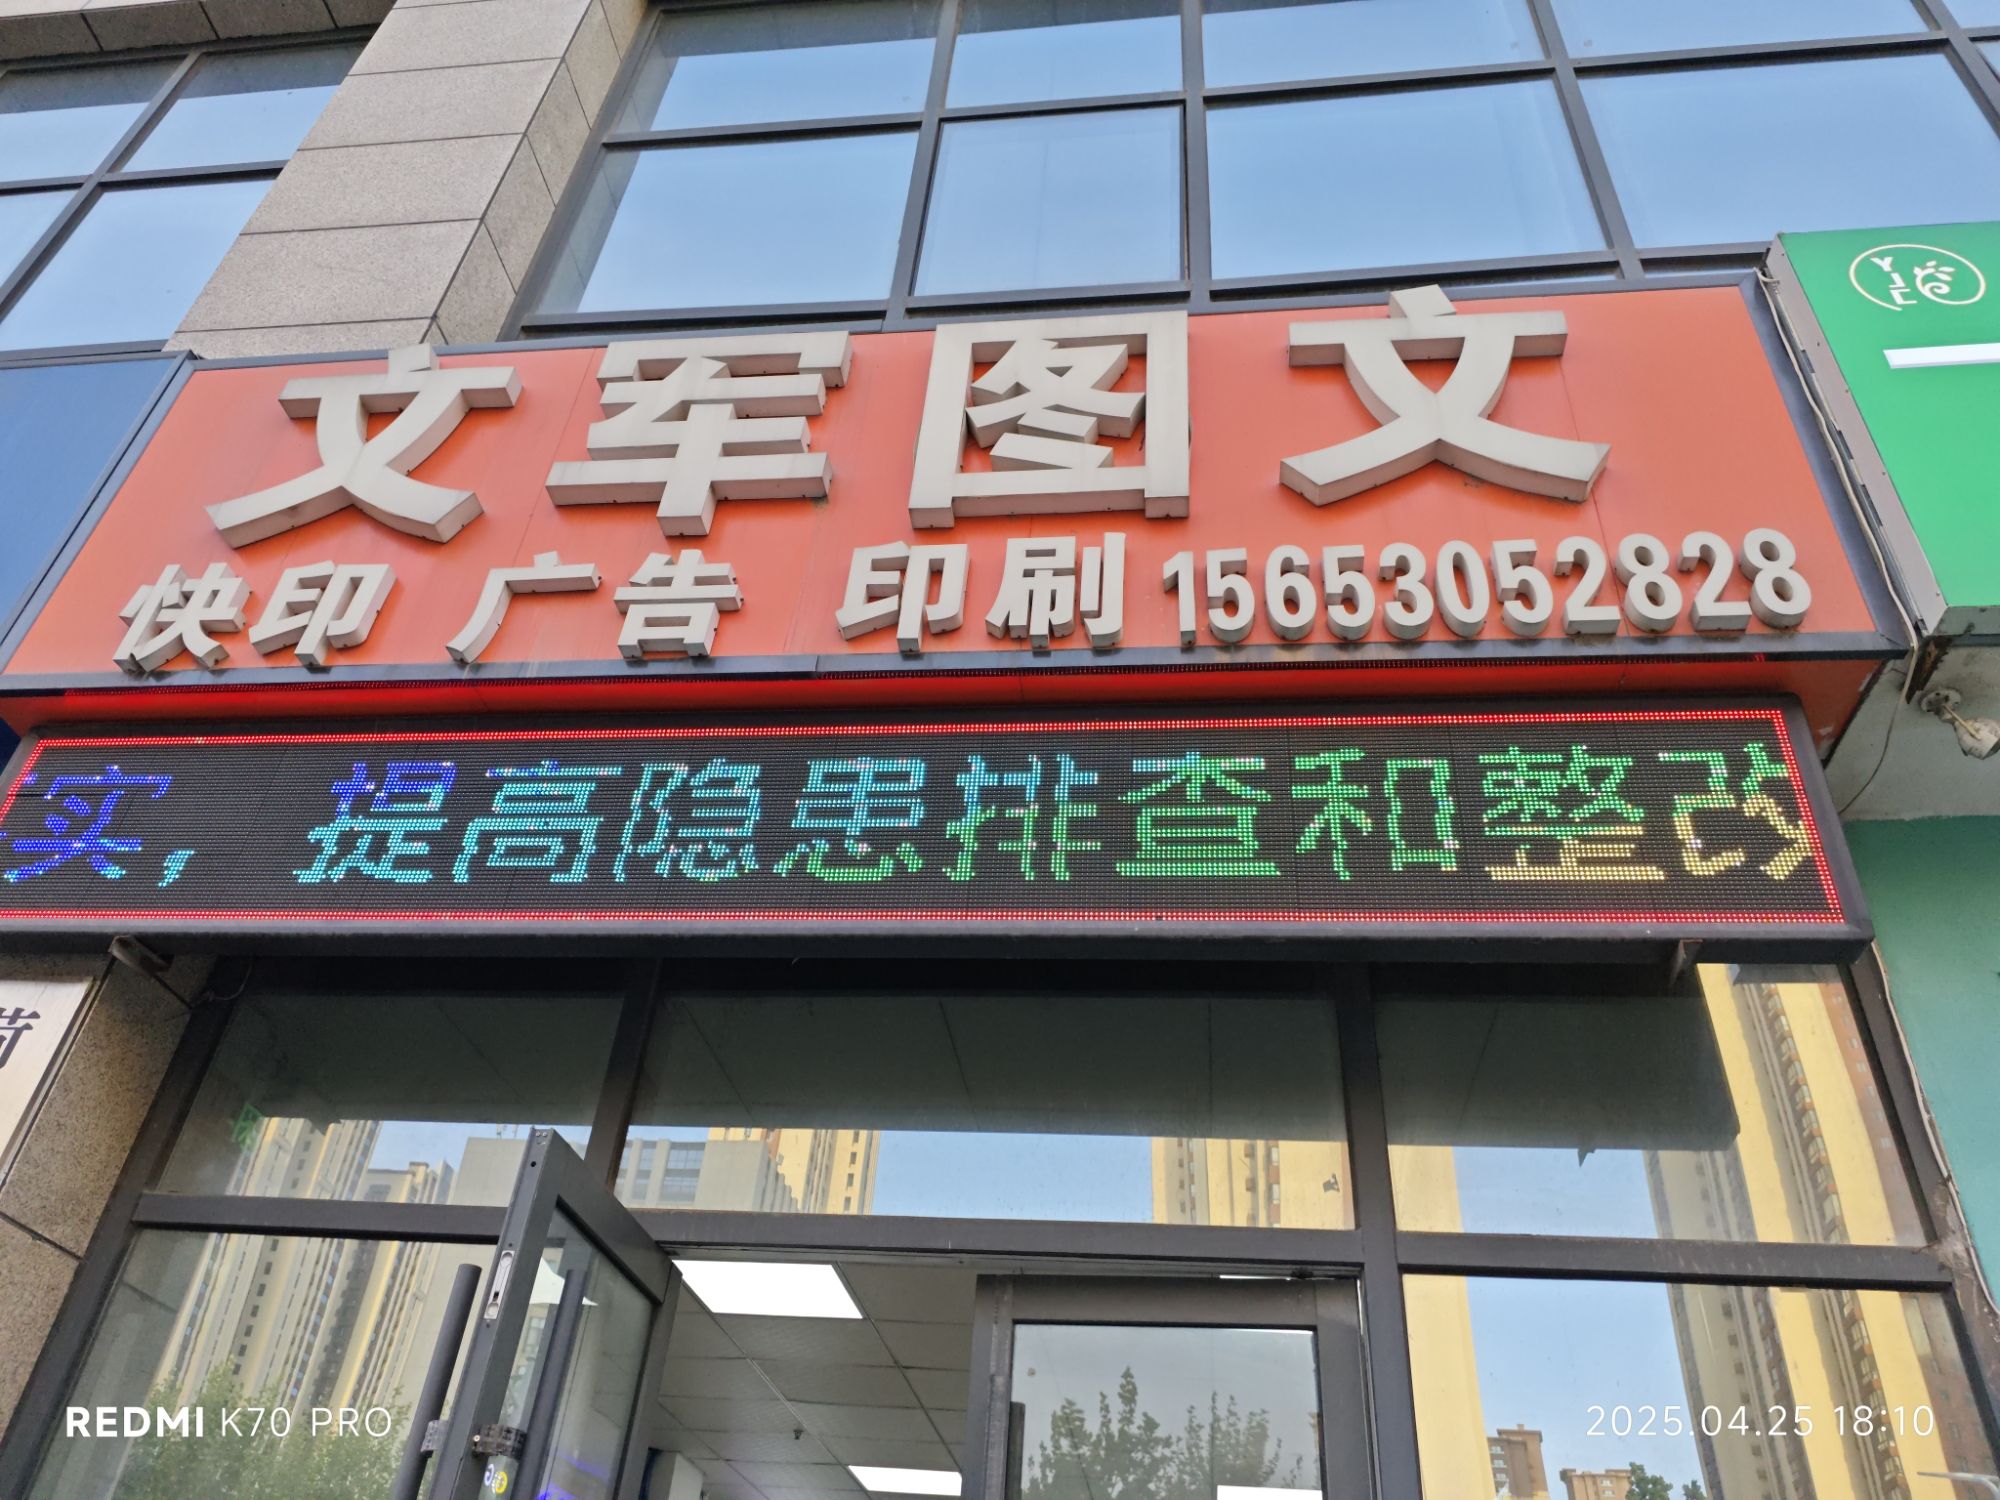 YIZE
文军图文
快印 广告 印刷 15653052828
实，提高隐患排查和整改
REDMI K70 PRO
2025.04.25 18:10